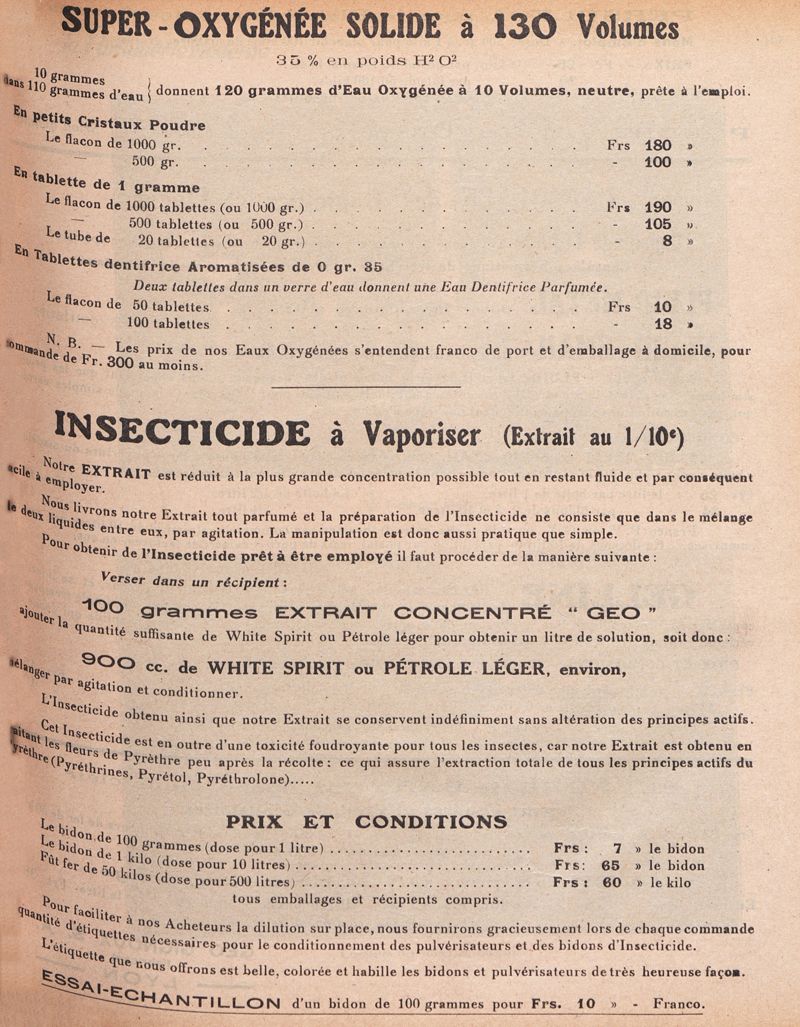 SUPER-OXYGÉNÉE SOLIDE à 130 Volumes
35 % en poids H² O²
10 grammes
dans 110 grammes d'eau } donnent 120 grammes d'Eau Oxygénée à 10 Volumes, neutre, prête à l'emploi.
En petits Cristaux Poudre
Le flacon de 1000 gr. . . . . . . . . . . . . . . . . Frs 180 »
— 500 gr. . . . . . . . . . . . . . . . . - 100 »
En tablette de 1 gramme
Le flacon de 1000 tablettes (ou 1000 gr.) . . . . . . . . . . Frs 190 »
— 500 tablettes (ou 500 gr.) . . . . . . . . . . - 105 »
Le tube de 20 tablettes (ou 20 gr.) . . . . . . . . . . - 8 »
En Tablettes dentifrice Aromatisées de 0 gr. 35
Deux tablettes dans un verre d'eau donnent une Eau Dentifrice Parfumée.
Le flacon de 50 tablettes . . . . . . . . . . . . . . Frs 10 »
— 100 tablettes . . . . . . . . . . . . . . - 18 »
N. B. — Les prix de nos Eaux Oxygénées s'entendent franco de port et d'emballage à domicile, pour
commande de Fr. 300 au moins.
INSECTICIDE à Vaporiser (Extrait au 1/10e)
Notre EXTRAIT est réduit à la plus grande concentration possible tout en restant fluide et par conséquent
acile à employer.
Nous livrons notre Extrait tout parfumé et la préparation de l'Insecticide ne consiste que dans le mélange
de deux liquides entre eux, par agitation. La manipulation est donc aussi pratique que simple.
Pour obtenir de l'Insecticide prêt à être employé il faut procéder de la manière suivante :
Verser dans un récipient :
100 grammes EXTRAIT CONCENTRÉ “ GEO ”
ajouter la quantité suffisante de White Spirit ou Pétrole léger pour obtenir un litre de solution, soit donc :
900 cc. de WHITE SPIRIT ou PÉTROLE LÉGER, environ,
mélanger par agitation et conditionner.
L'Insecticide obtenu ainsi que notre Extrait se conservent indéfiniment sans altération des principes actifs.
Cet Insecticide est en outre d'une toxicité foudroyante pour tous les insectes, car notre Extrait est obtenu en
aitant les fleurs de Pyrèthre peu après la récolte : ce qui assure l'extraction totale de tous les principes actifs du
yrèthre (Pyréthrines, Pyrétol, Pyréthrolone).....
PRIX ET CONDITIONS
Le bidon de 100 grammes (dose pour 1 litre) .......................... Frs : 7 » le bidon
Le bidon de 1 kilo (dose pour 10 litres) .............................. Frs: 65 » le bidon
Fût fer de 50 kilos (dose pour 500 litres) ............................. Frs : 60 » le kilo
tous emballages et récipients compris.
Pour faciliter à nos Acheteurs la dilution sur place, nous fournirons gracieusement lors de chaque commande
quantité d'étiquettes nécessaires pour le conditionnement des pulvérisateurs et des bidons d'Insecticide.
L'étiquette que nous offrons est belle, colorée et habille les bidons et pulvérisateurs de très heureuse façon.
ESSAI-ECHANTILLON d'un bidon de 100 grammes pour Frs. 10 » - Franco.